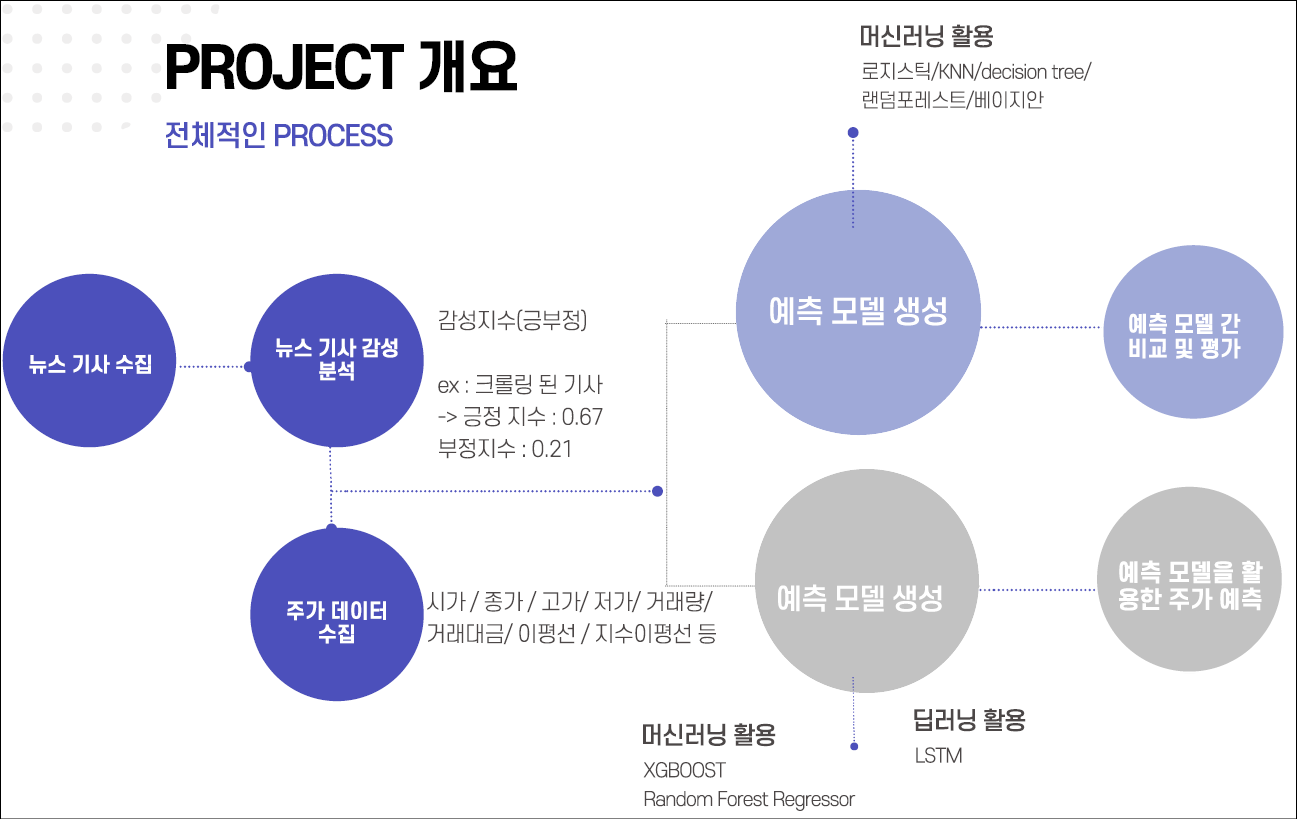 PROJECT 개요
전체적인 PROCESS
머신러닝 활용
로지스틱/KNN/decision tree/
랜덤포레스트/베이지안
뉴스 기사 수집
뉴스 기사 감성
분석
감성지수(긍부정)
ex : 크롤링 된 기사
-> 긍정 지수 : 0.67
부정지수 : 0.21
예측 모델 생성
예측 모델 간
비교 및 평가
주가 데이터
수집
시가 / 종가 / 고가/ 저가/ 거래량/
거래대금/ 이평선 / 지수이평선 등
예측 모델 생성
예측 모델을 활
용한 주가 예측
머신러닝 활용
XGBOOST
Random Forest Regressor
딥러닝 활용
LSTM